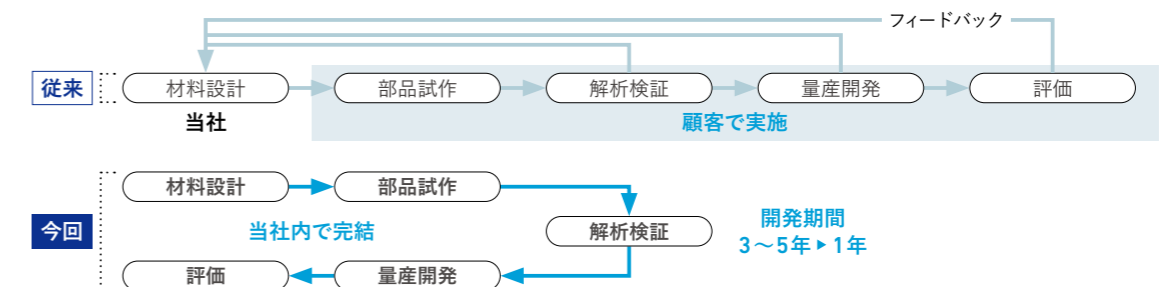 フィードバック
従来
材料設計
部品試作
解析検証
量産開発
評価
当社
顧客で実施
今回
材料設計
部品試作
当社内で完結
解析検証
開発期間
3〜5年▶1年
評価
量産開発